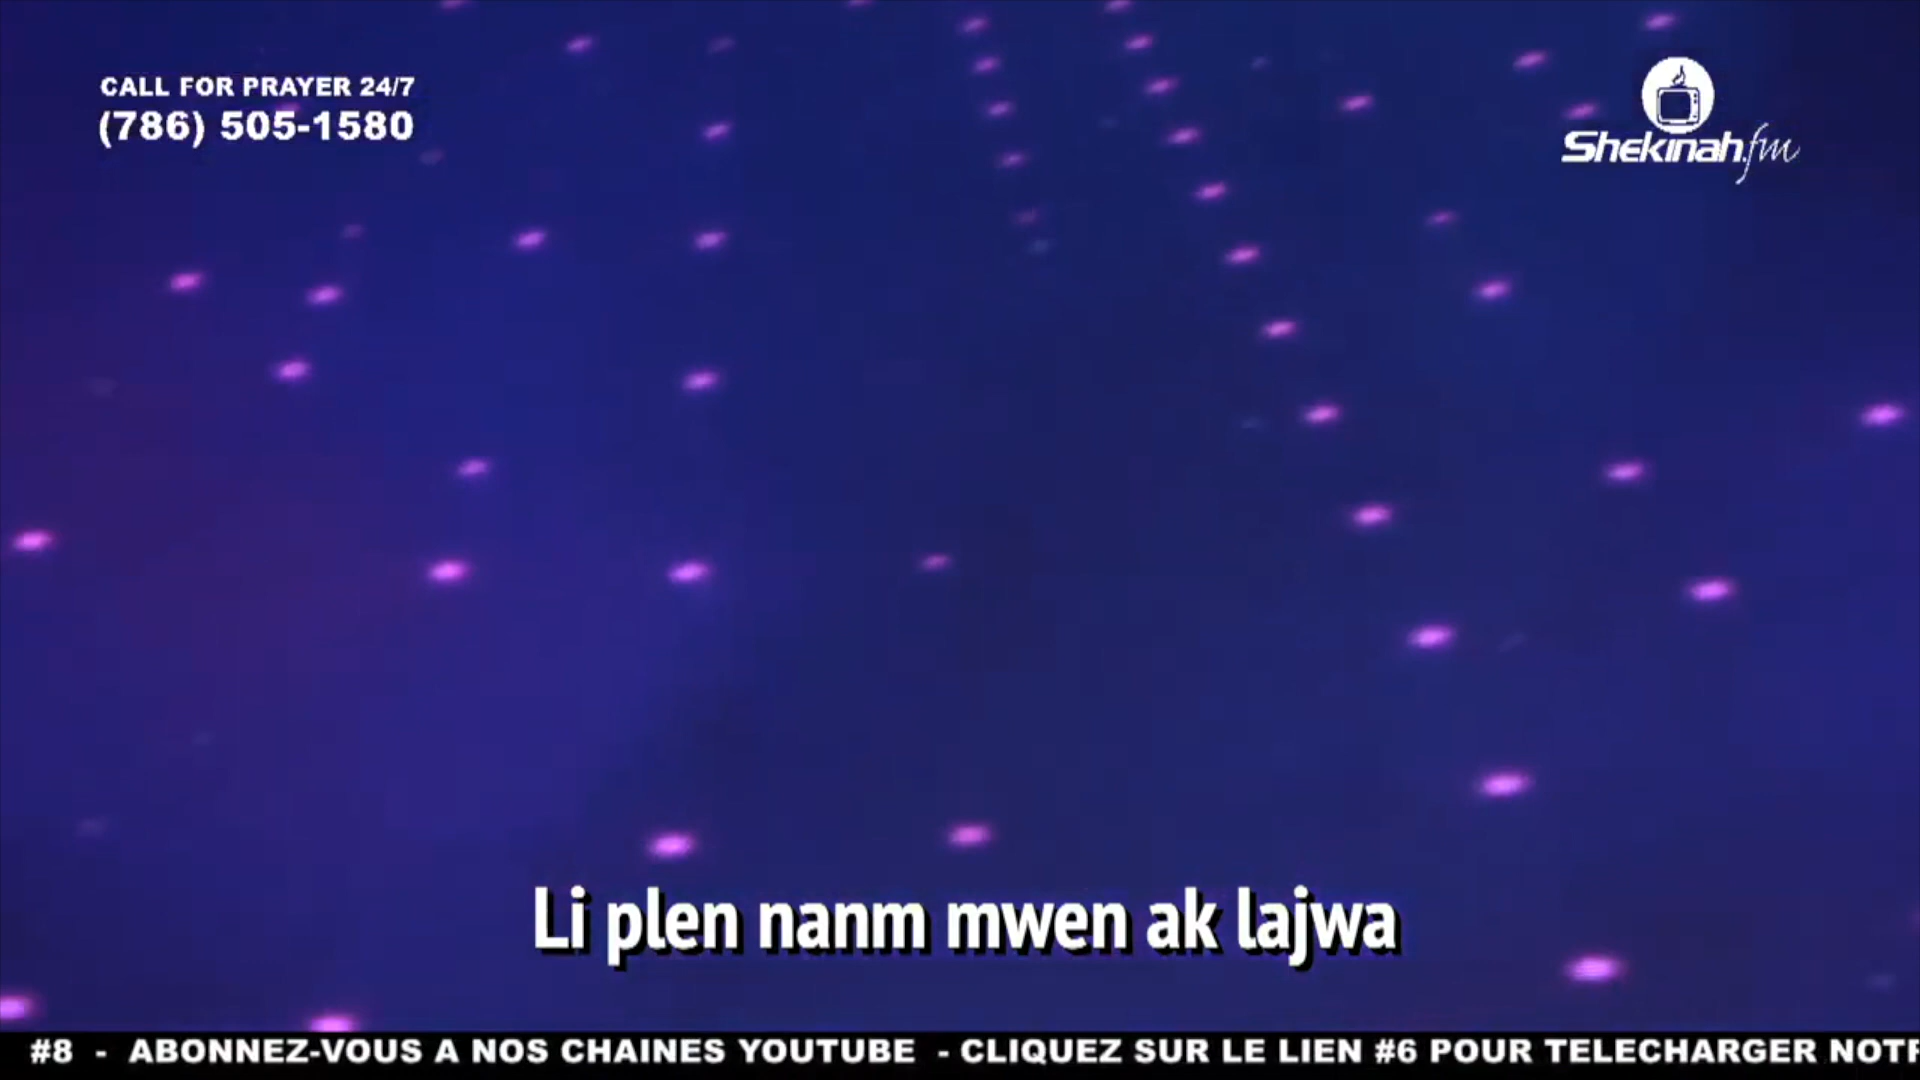 CALL FOR PRAYER 24/7
(786) 505-1580
Shekinah.fm
Li plen nanm mwen ak lajwa
#8 - ABONNEZ-VOUS A NOS CHAINES YOUTUBE - CLIQUEZ SUR LE LIEN #6 POUR TELECHARGER